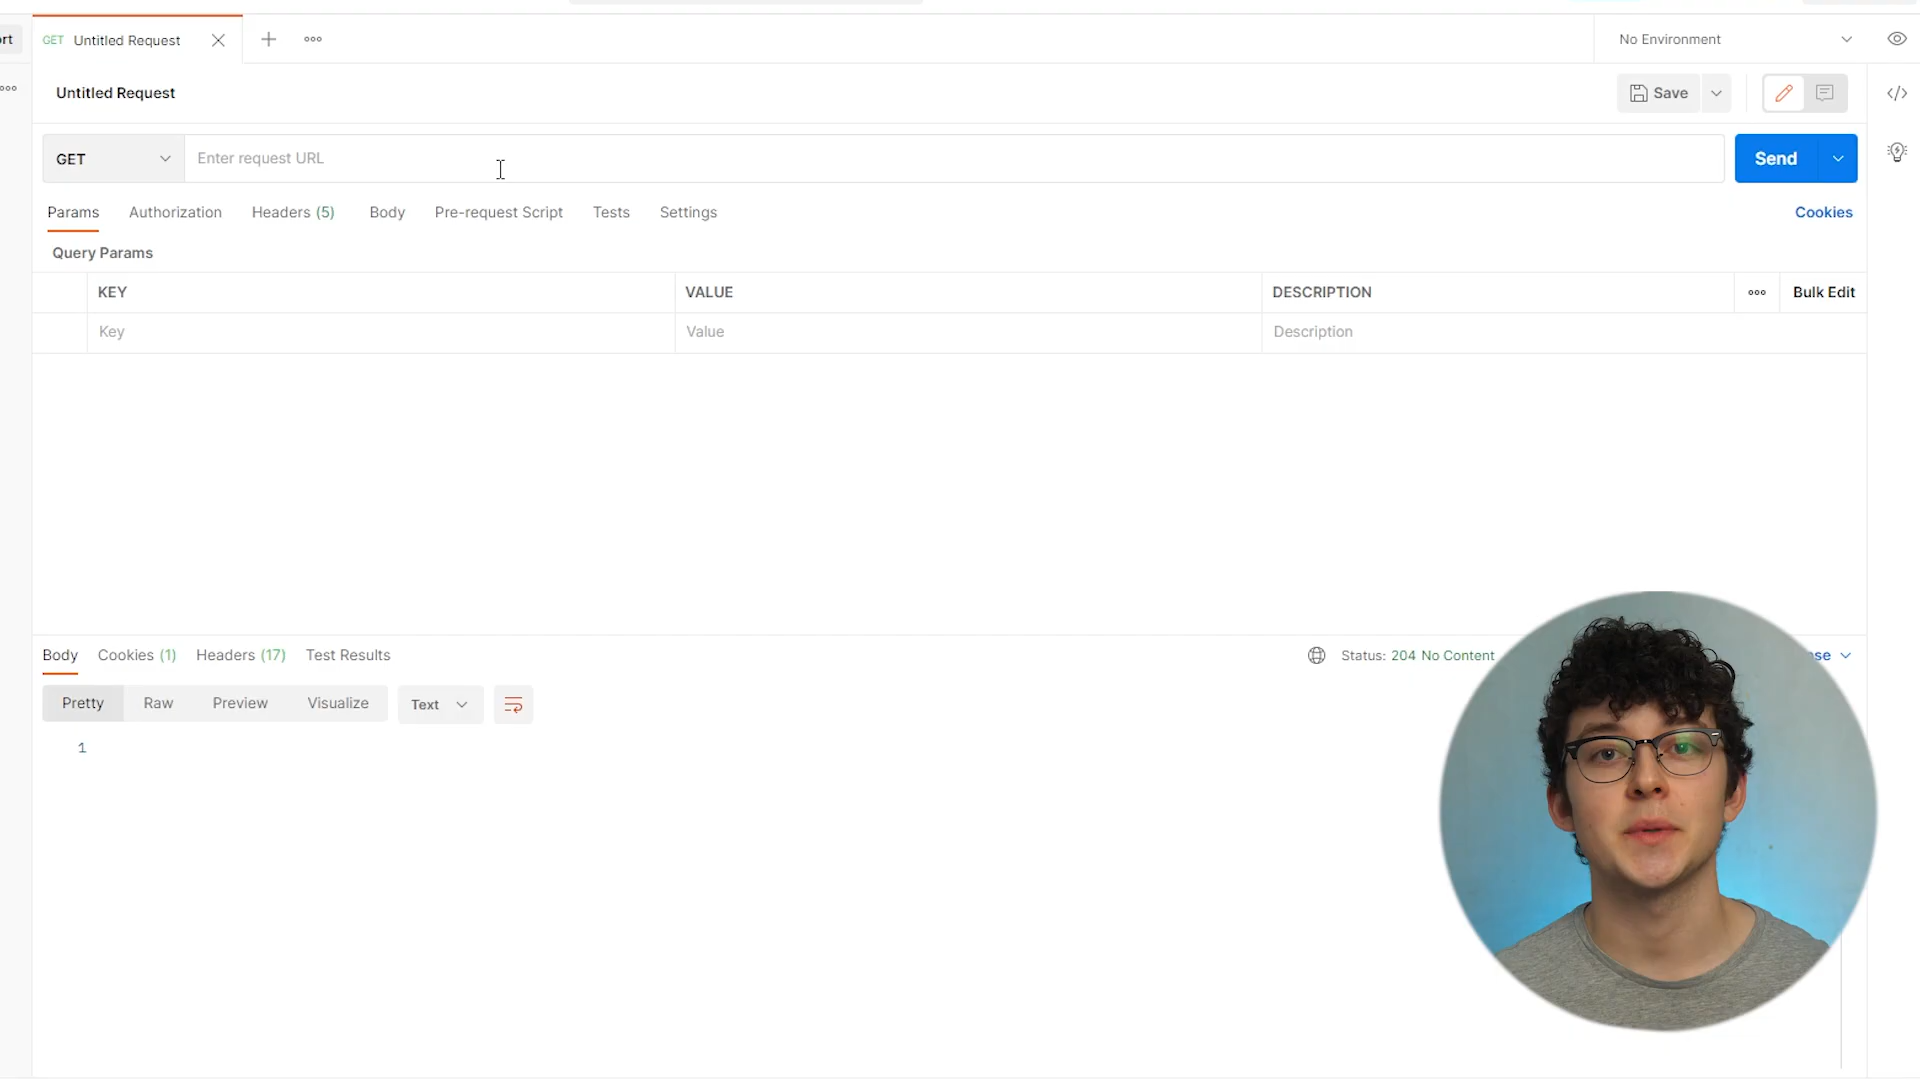 rt
GET Untitled Request
No Environment
Untitled Request
Save
GET
Enter request URL
Send
Params Authorization Headers (5) Body Pre-request Script Tests Settings Cookies
Query Params
KEY VALUE DESCRIPTION Bulk Edit
Key Value Description
Body Cookies (1) Headers (17) Test Results Status: 204 No Content nse
Pretty Raw Preview Visualize Text
1